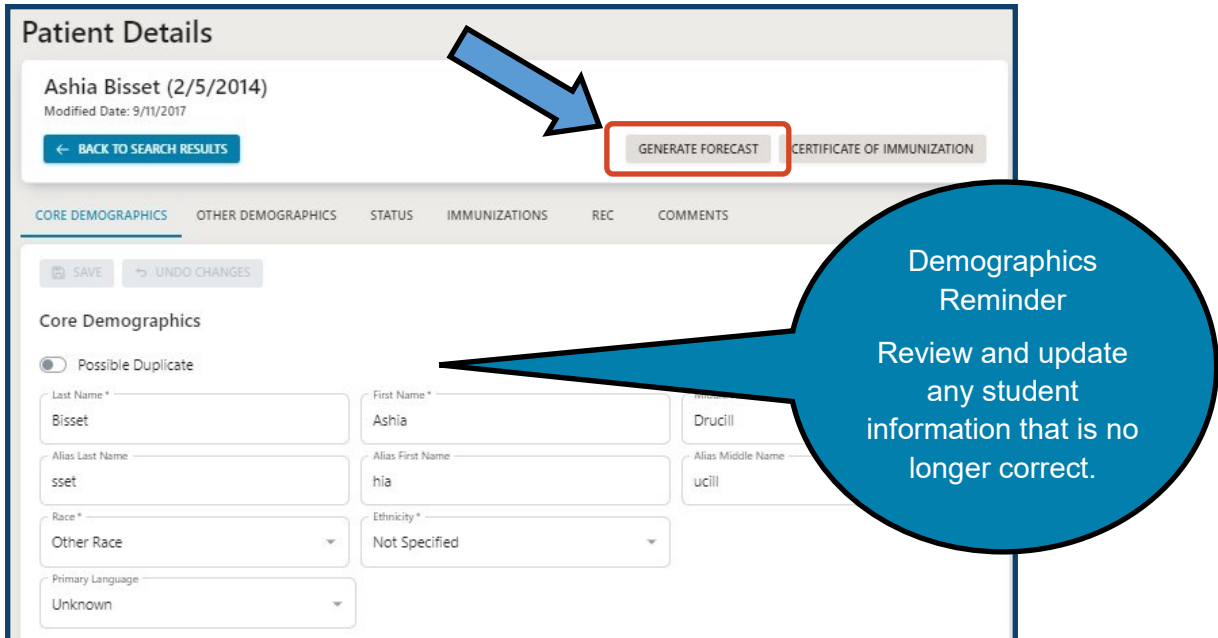 Patient Details
Ashia Bisset (2/5/2014)
Modified Date: 9/11/2017
← BACK TO SEARCH RESULTS
GENERATE FORECAST
CERTIFICATE OF IMMUNIZATION
CORE DEMOGRAPHICS OTHER DEMOGRAPHICS STATUS IMMUNIZATIONS REC COMMENTS
SAVE UNDO CHANGES
Core Demographics
Possible Duplicate
Last Name * First Name *
Bisset Ashia Drucill
Alias Last Name Alias First Name Alias Middle Name
sset hia ucill
Race * Ethnicity *
Other Race Not Specified
Primary Language
Unknown
Demographics
Reminder
Review and update
any student
information that is no
longer correct.